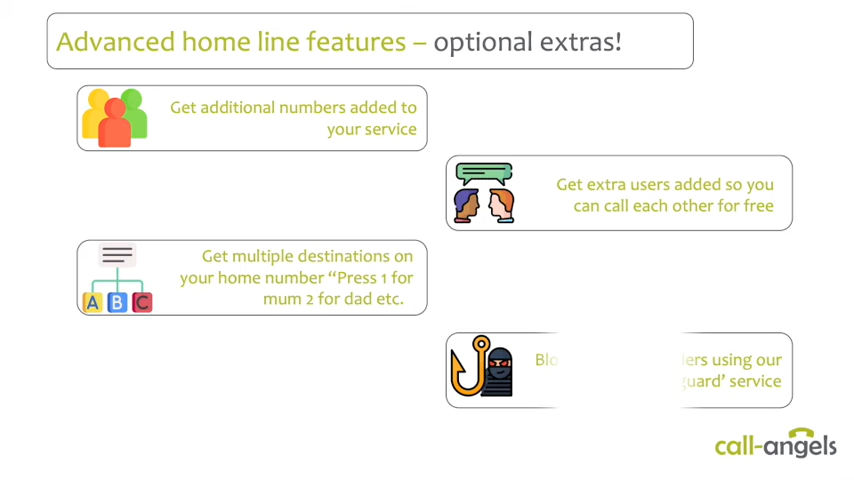 Advanced home line features – optional extras!
Get additional numbers added to
your service
Get extra users added so you
can call each other for free
Get multiple destinations on
your home number “Press 1 for
mum 2 for dad etc.
A B C
using our
guard’ service
call-angels